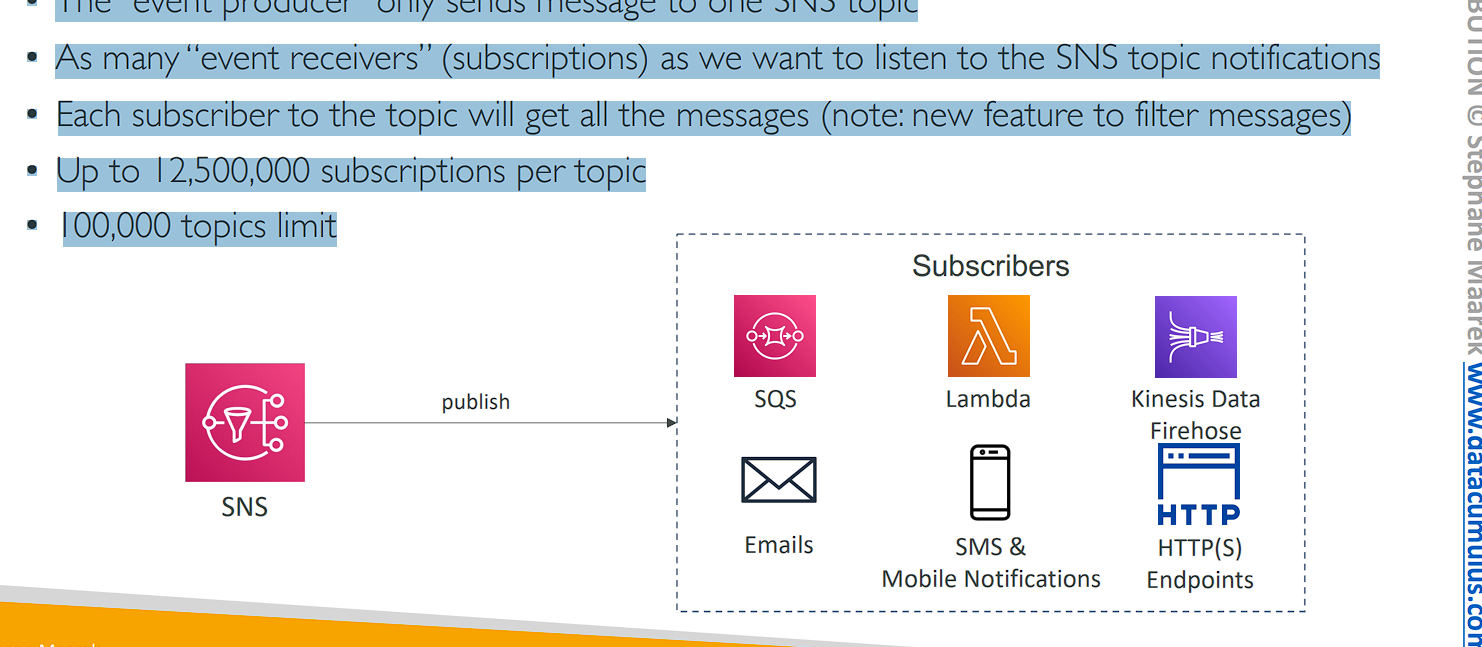 • The "event producer" only sends message to one SNS topic
• As many “event receivers” (subscriptions) as we want to listen to the SNS topic notifications
• Each subscriber to the topic will get all the messages (note: new feature to filter messages)
• Up to 12,500,000 subscriptions per topic
• 100,000 topics limit
Subscribers
SQS
Lambda
Kinesis Data
Firehose
publish
SNS
HTTP
Emails
SMS &
Mobile Notifications
HTTP(S)
Endpoints
© Stephane Maarek www.datacumulus.com